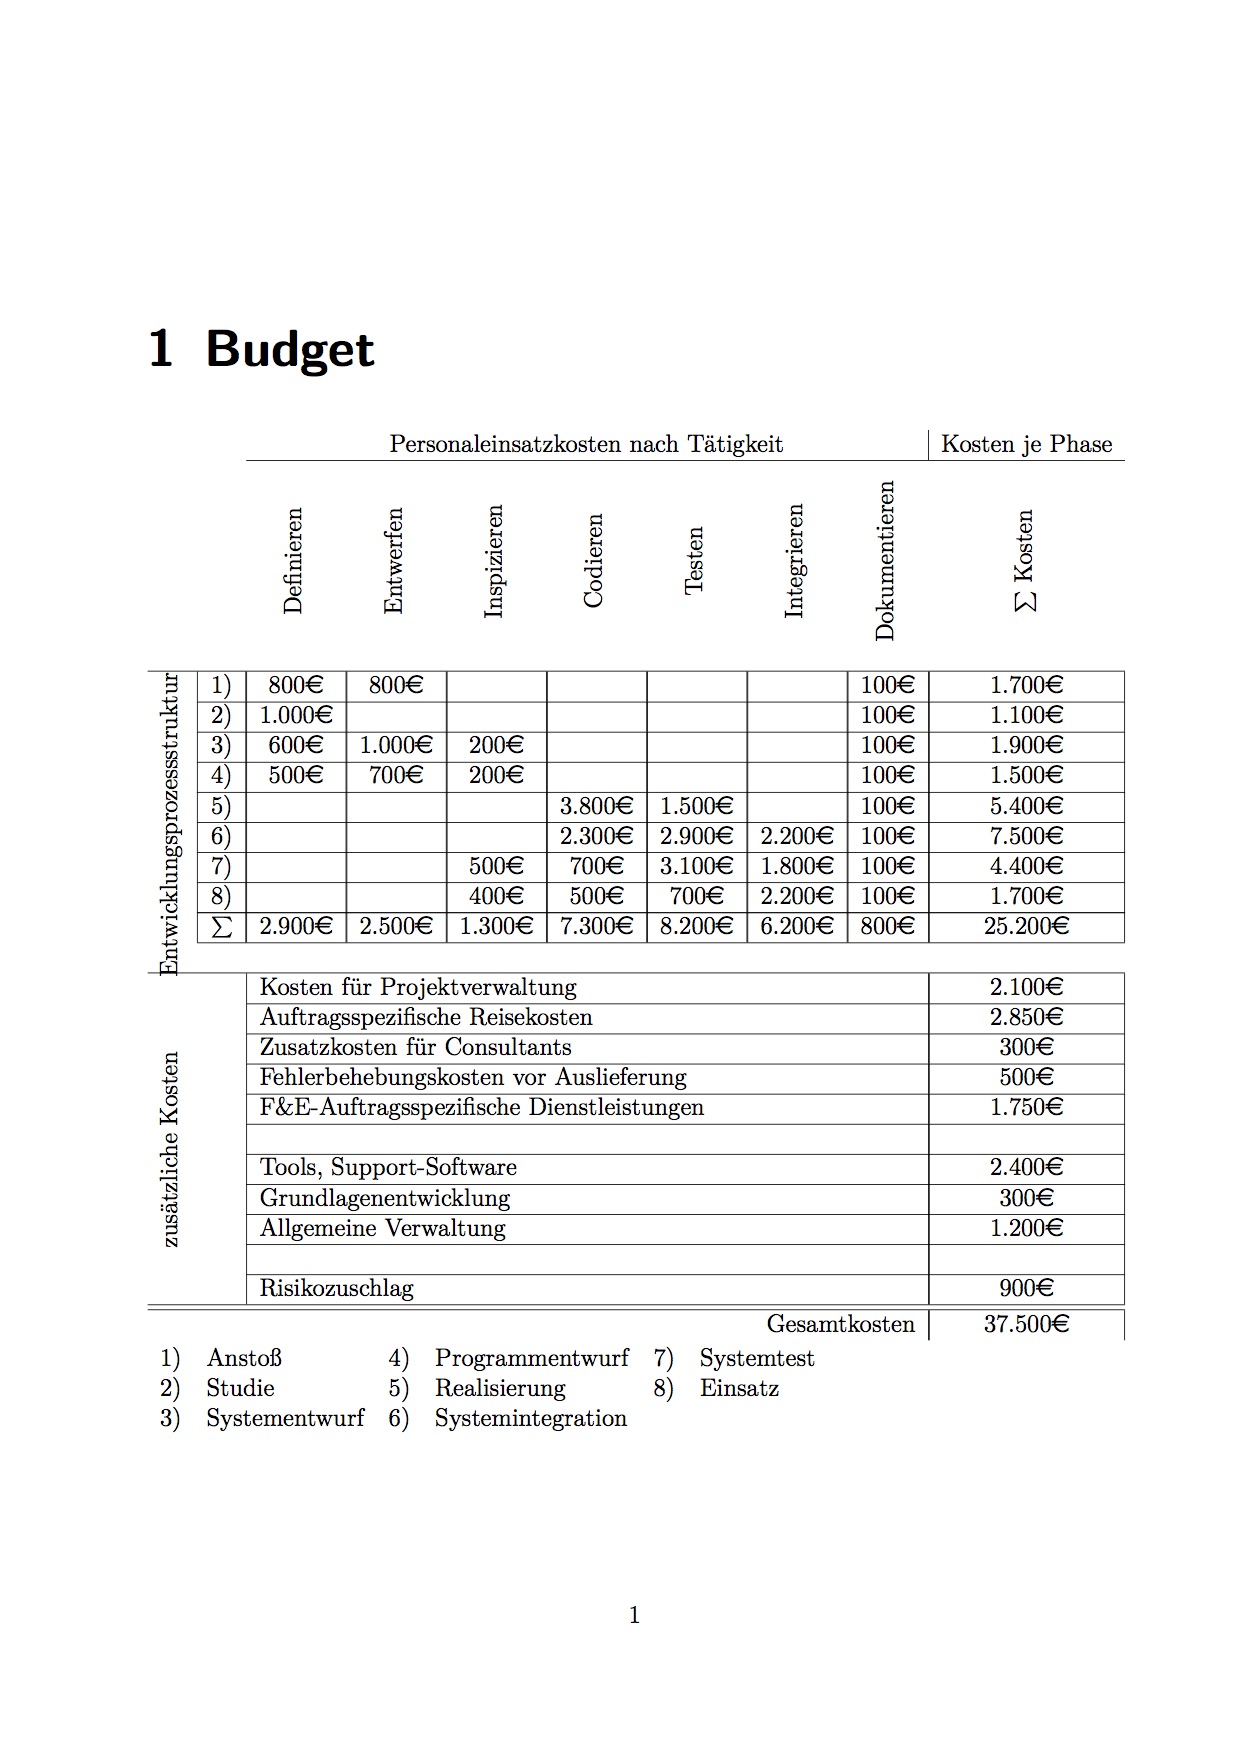 1 Budget
Personaleinsatzkosten nach Tätigkeit Kosten je Phase
Definieren Entwerfen Inspizieren Codieren Testen Integrieren Dokumentieren ∑ Kosten
Entwicklungsprozessstruktur
1) 800€ 800€ 100€ 1.700€
2) 1.000€ 100€ 1.100€
3) 600€ 1.000€ 200€ 100€ 1.900€
4) 500€ 700€ 200€ 100€ 1.500€
5) 3.800€ 1.500€ 100€ 5.400€
6) 2.300€ 2.900€ 2.200€ 100€ 7.500€
7) 500€ 700€ 3.100€ 1.800€ 100€ 4.400€
8) 400€ 500€ 700€ 2.200€ 100€ 1.700€
∑ 2.900€ 2.500€ 1.300€ 7.300€ 8.200€ 6.200€ 800€ 25.200€
zusätzliche Kosten
Kosten für Projektverwaltung 2.100€
Auftragsspezifische Reisekosten 2.850€
Zusatzkosten für Consultants 300€
Fehlerbehebungskosten vor Auslieferung 500€
F&E-Auftragsspezifische Dienstleistungen 1.750€
Tools, Support-Software 2.400€
Grundlagenentwicklung 300€
Allgemeine Verwaltung 1.200€
Risikozuschlag 900€
Gesamtkosten 37.500€
1) Anstoß 4) Programmentwurf 7) Systemtest
2) Studie 5) Realisierung 8) Einsatz
3) Systementwurf 6) Systemintegration
1